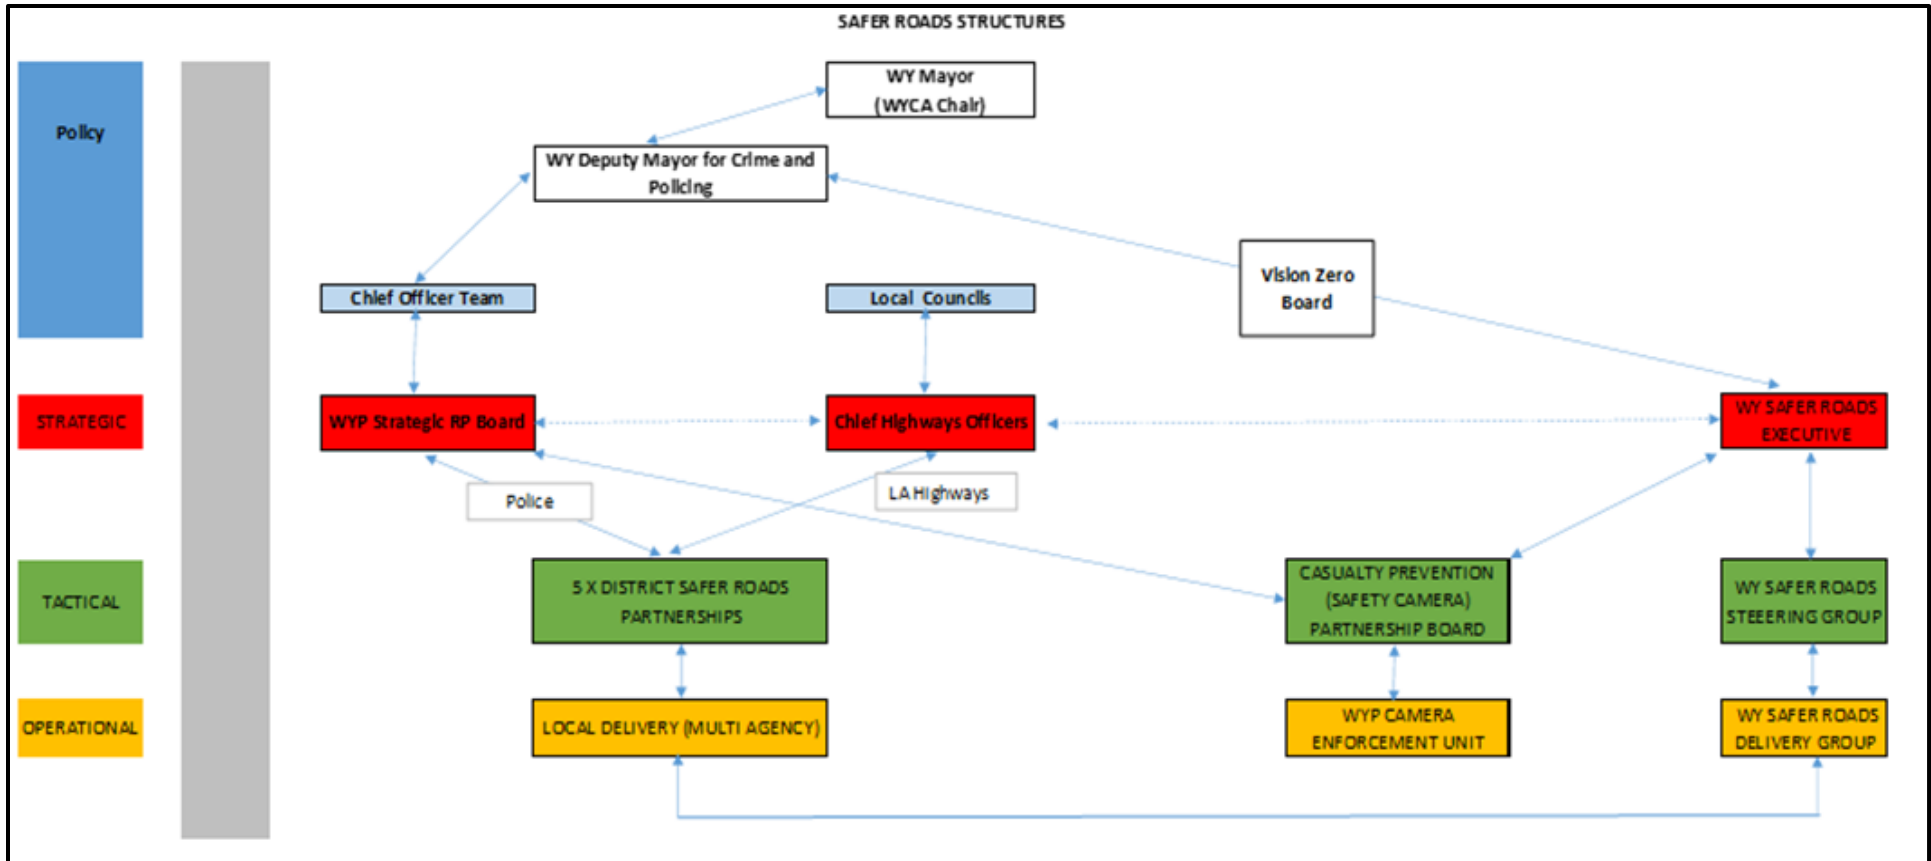 SAFER ROADS STRUCTURES
WY Mayor
(WYCA Chair)
Policy
WY Deputy Mayor for Crime and
Policing
Vision Zero
Board
Chief Officer Team
Local Councils
STRATEGIC
WYP Strategic RP Board
Chief Highways Officers
WY SAFER ROADS
EXECUTIVE
Police
LA Highways
TACTICAL
5 X DISTRICT SAFER ROADS
PARTNERSHIPS
CASUALTY PREVENTION
(SAFETY CAMERA)
PARTNERSHIP BOARD
WY SAFER ROADS
STEEERING GROUP
OPERATIONAL
LOCAL DELIVERY (MULTI AGENCY)
WYP CAMERA
ENFORCEMENT UNIT
WY SAFER ROADS
DELIVERY GROUP